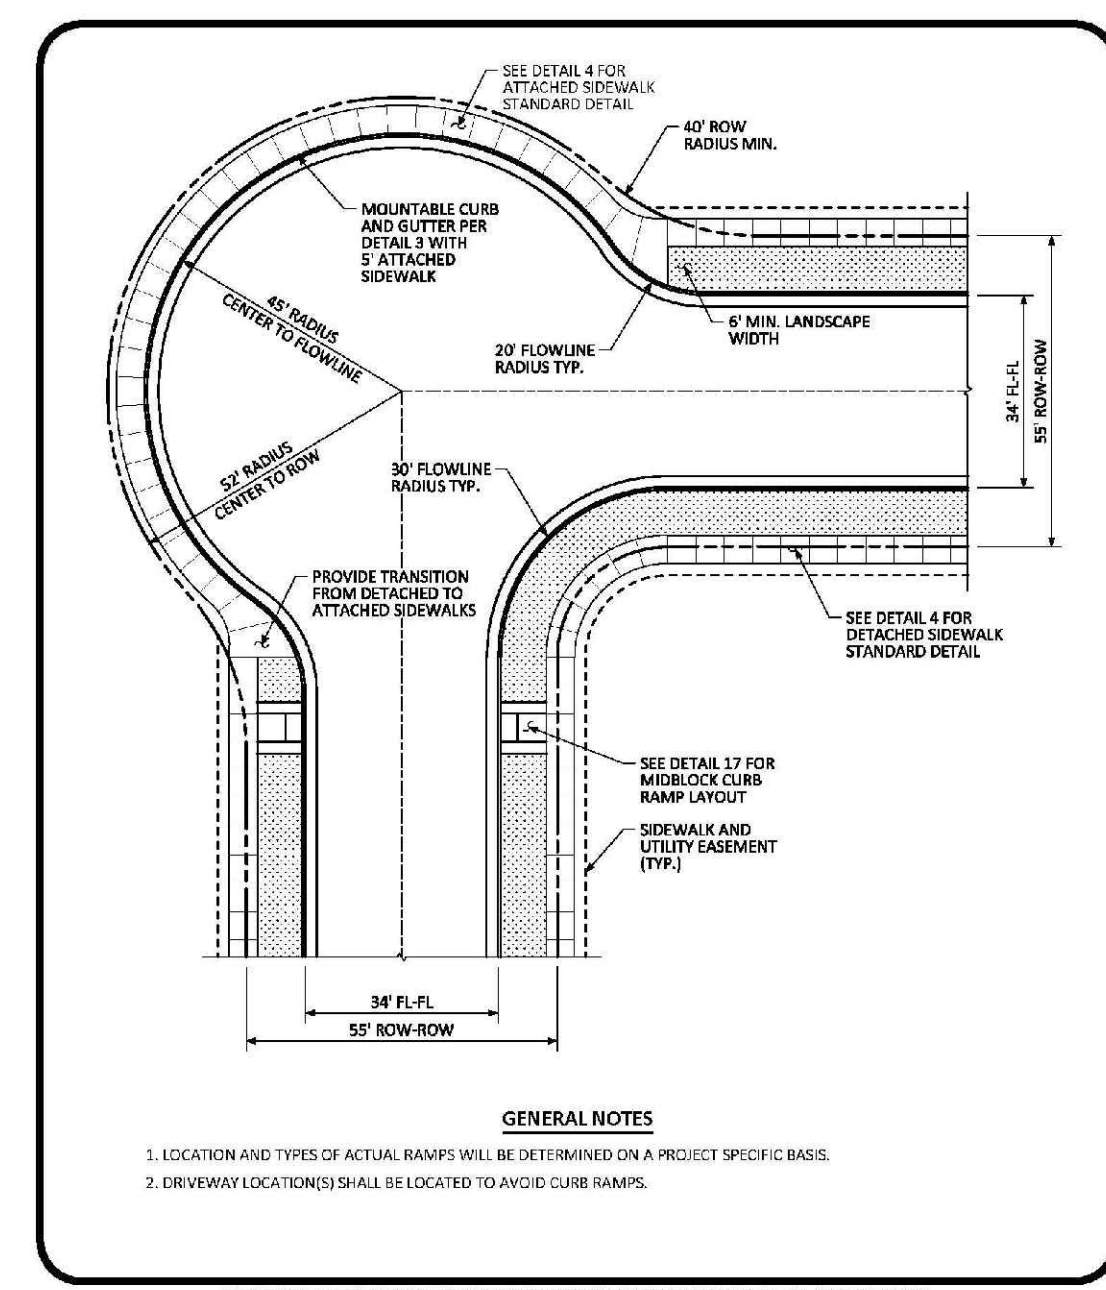 SEE DETAIL 4 FOR
ATTACHED SIDEWALK
STANDARD DETAIL
40' ROW
RADIUS MIN.
MOUNTABLE CURB
AND GUTTER PER
DETAIL 3 WITH
5' ATTACHED
SIDEWALK
45' RADIUS
CENTER TO FLOWLINE
6' MIN. LANDSCAPE
WIDTH
20' FLOWLINE
RADIUS TYP.
34' FL-FL
55' ROW-ROW
52' RADIUS
CENTER TO ROW
30' FLOWLINE
RADIUS TYP.
PROVIDE TRANSITION
FROM DETACHED TO
ATTACHED SIDEWALKS
SEE DETAIL 4 FOR
DETACHED SIDEWALK
STANDARD DETAIL
SEE DETAIL 17 FOR
MIDBLOCK CURB
RAMP LAYOUT
SIDEWALK AND
UTILITY EASEMENT
(TYP.)
34' FL-FL
55' ROW-ROW
GENERAL NOTES
1. LOCATION AND TYPES OF ACTUAL RAMPS WILL BE DETERMINED ON A PROJECT SPECIFIC BASIS.
2. DRIVEWAY LOCATION(S) SHALL BE LOCATED TO AVOID CURB RAMPS.